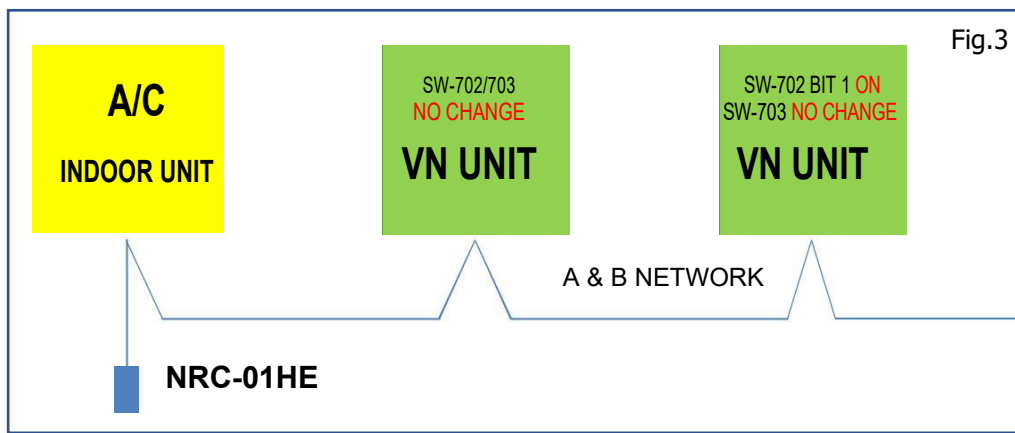 Fig.3
A/C
INDOOR UNIT
SW-702/703
NO CHANGE
VN UNIT
SW-702 BIT 1 ON
SW-703 NO CHANGE
VN UNIT
A & B NETWORK
NRC-01HE